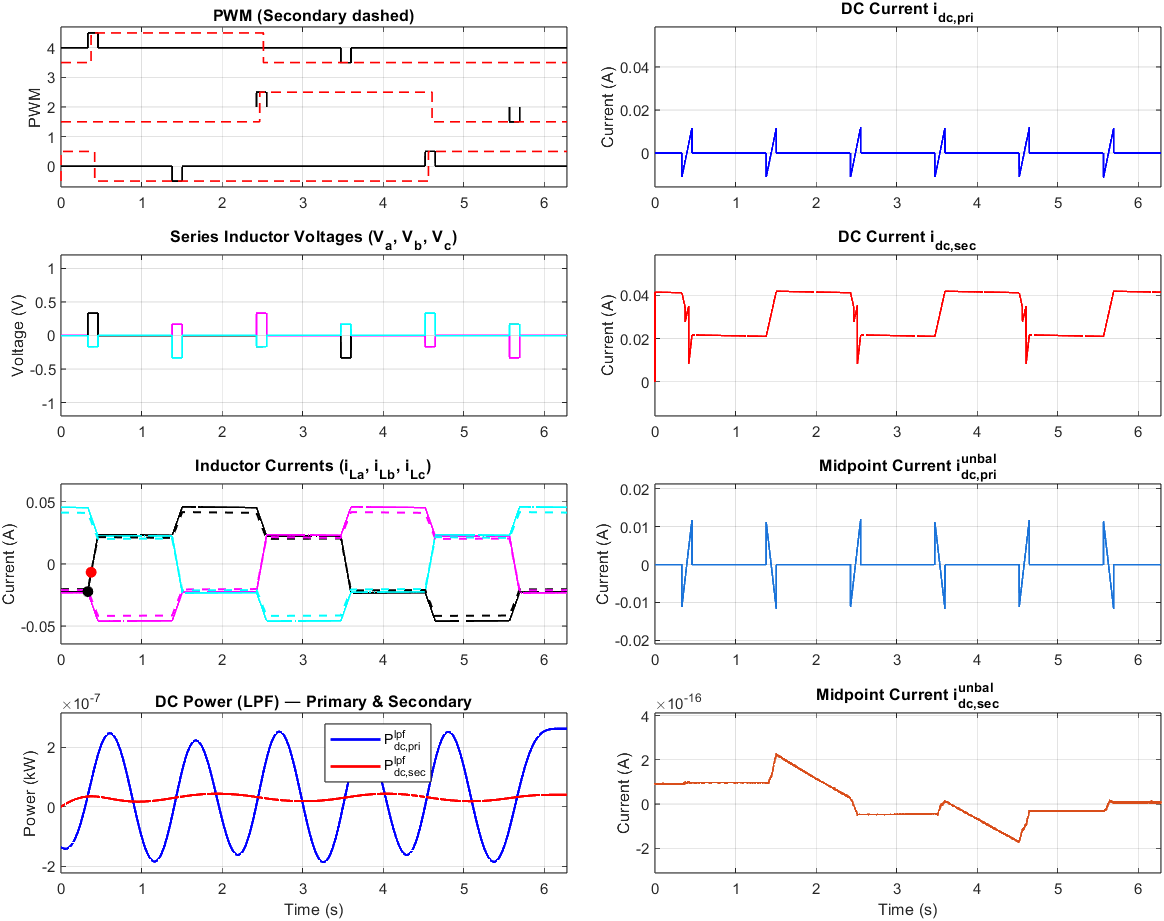 PWM (Secondary dashed)
PWM
4
3
2
1
0
0 1 2 3 4 5 6
DC Current i_dc,pri
Current (A)
0.04
0.02
0
0 1 2 3 4 5 6
Series Inductor Voltages (V_a, V_b, V_c)
Voltage (V)
1
0.5
0
-0.5
-1
0 1 2 3 4 5 6
DC Current i_dc,sec
Current (A)
0.04
0.02
0
0 1 2 3 4 5 6
Inductor Currents (i_La, i_Lb, i_Lc)
Current (A)
0.05
0
-0.05
0 1 2 3 4 5 6
Midpoint Current i^unbal_dc,pri
Current (A)
0.02
0.01
0
-0.01
-0.02
0 1 2 3 4 5 6
×10^-7
DC Power (LPF) — Primary & Secondary
Power (kW)
2
0
-2
P^lpf_dc,pri
P^lpf_dc,sec
0 1 2 3 4 5 6
Time (s)
×10^-16
Midpoint Current i^unbal_dc,sec
Current (A)
4
2
0
-2
0 1 2 3 4 5 6
Time (s)